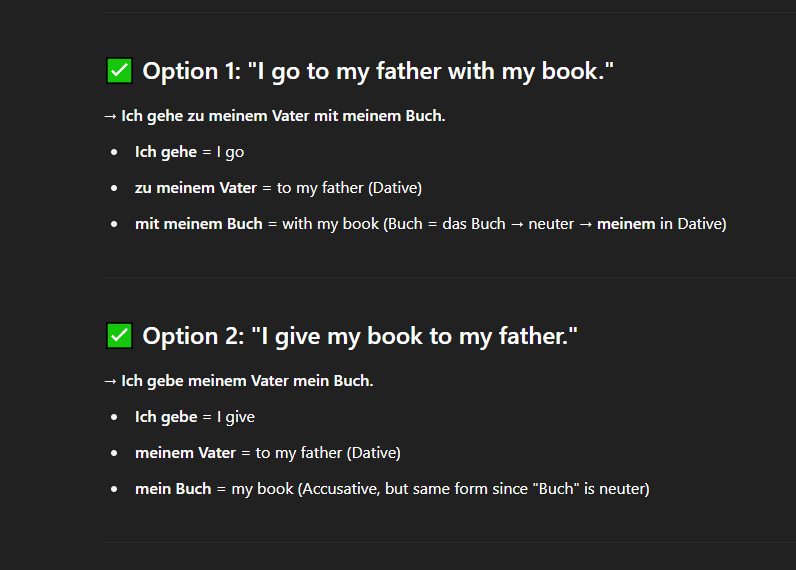 ✅ Option 1: "I go to my father with my book."
→ Ich gehe zu meinem Vater mit meinem Buch.
• Ich gehe = I go
• zu meinem Vater = to my father (Dative)
• mit meinem Buch = with my book (Buch = das Buch → neuter → meinem in Dative)
✅ Option 2: "I give my book to my father."
→ Ich gebe meinem Vater mein Buch.
• Ich gebe = I give
• meinem Vater = to my father (Dative)
• mein Buch = my book (Accusative, but same form since "Buch" is neuter)